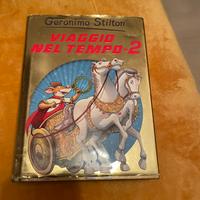 Geronimo Stilton
VIAGGIO
NEL TEMPO-2